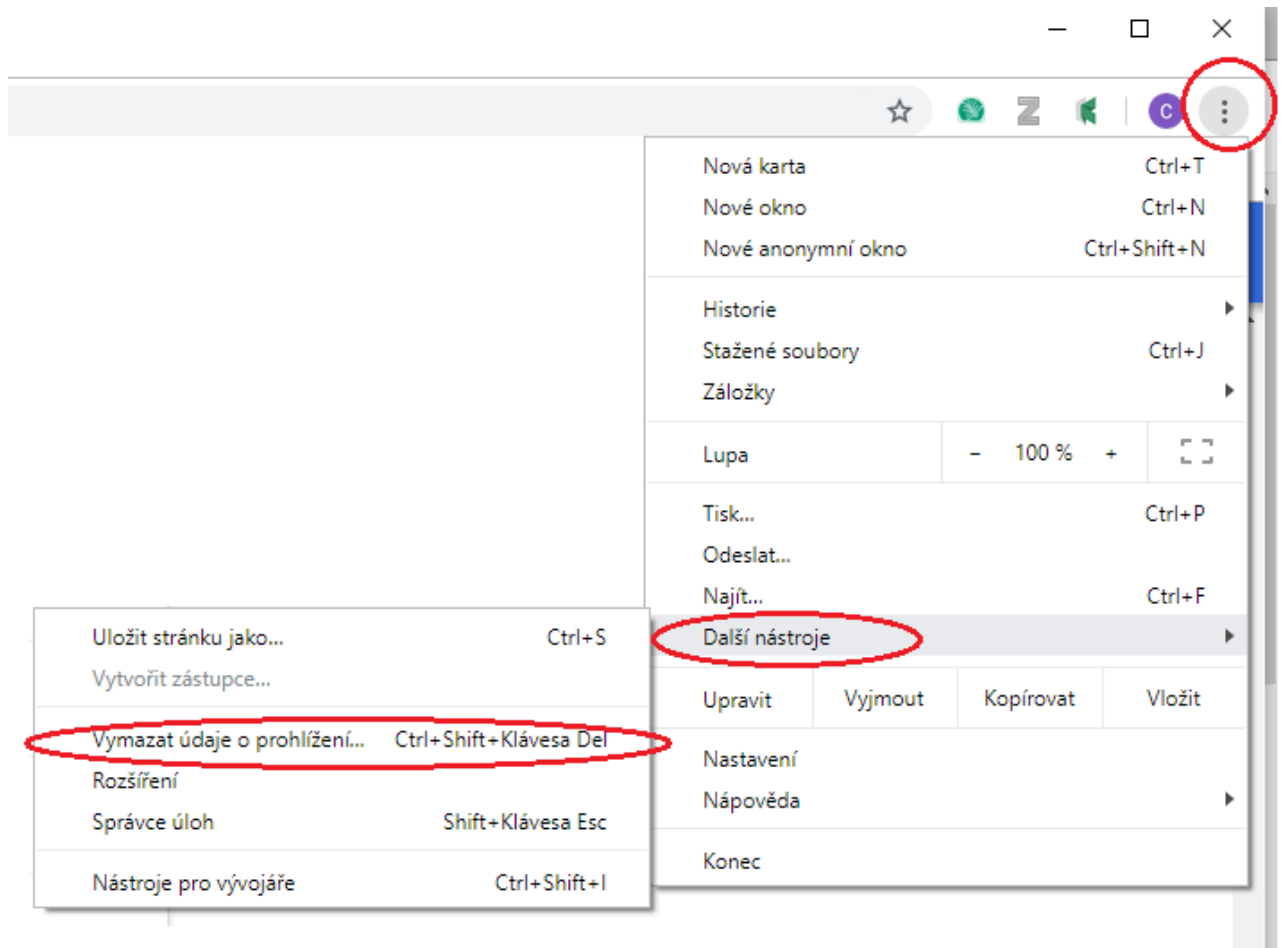 C
Nová karta Ctrl+T
Nové okno Ctrl+N
Nové anonymní okno Ctrl+Shift+N
Historie
Stažené soubory Ctrl+J
Záložky
Lupa - 100 % +
Tisk... Ctrl+P
Odeslat...
Najít... Ctrl+F
Další nástroje
Upravit Vyjmout Kopírovat Vložit
Nastavení
Nápověda
Konec
Uložit stránku jako... Ctrl+S
Vytvořit zástupce...
Vymazat údaje o prohlížení... Ctrl+Shift+Klávesa Del
Rozšíření
Správce úloh Shift+Klávesa Esc
Nástroje pro vývojáře Ctrl+Shift+I